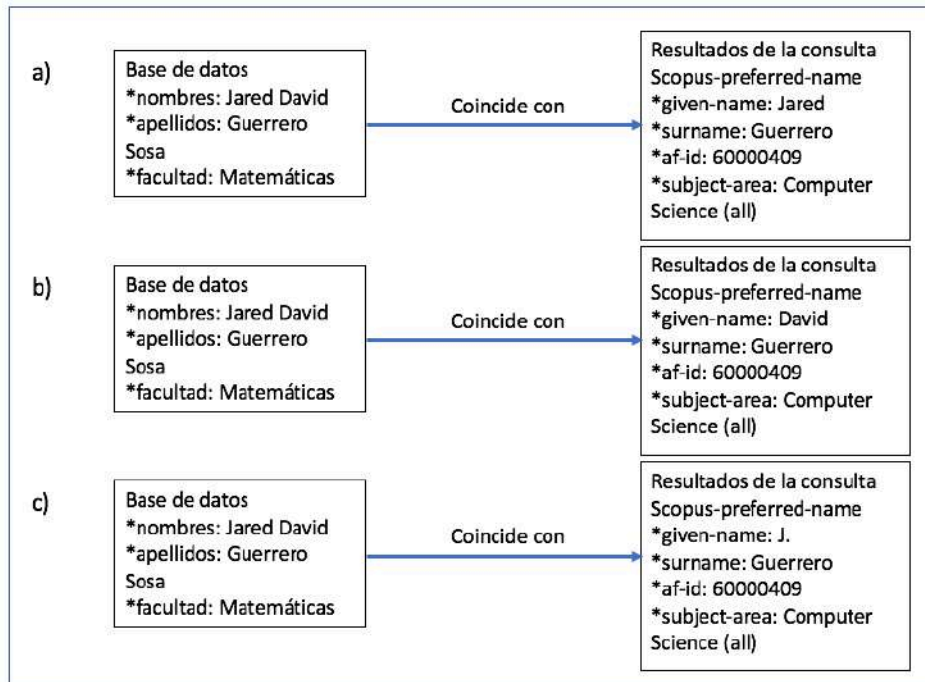 a)
Base de datos
*nombres: Jared David
*apellidos: Guerrero
Sosa
*facultad: Matemáticas
Coincide con
Resultados de la consulta
Scopus-preferred-name
*given-name: Jared
*surname: Guerrero
*af-id: 60000409
*subject-area: Computer
Science (all)
b)
Base de datos
*nombres: Jared David
*apellidos: Guerrero
Sosa
*facultad: Matemáticas
Coincide con
Resultados de la consulta
Scopus-preferred-name
*given-name: David
*surname: Guerrero
*af-id: 60000409
*subject-area: Computer
Science (all)
c)
Base de datos
*nombres: Jared David
*apellidos: Guerrero
Sosa
*facultad: Matemáticas
Coincide con
Resultados de la consulta
Scopus-preferred-name
*given-name: J.
*surname: Guerrero
*af-id: 60000409
*subject-area: Computer
Science (all)